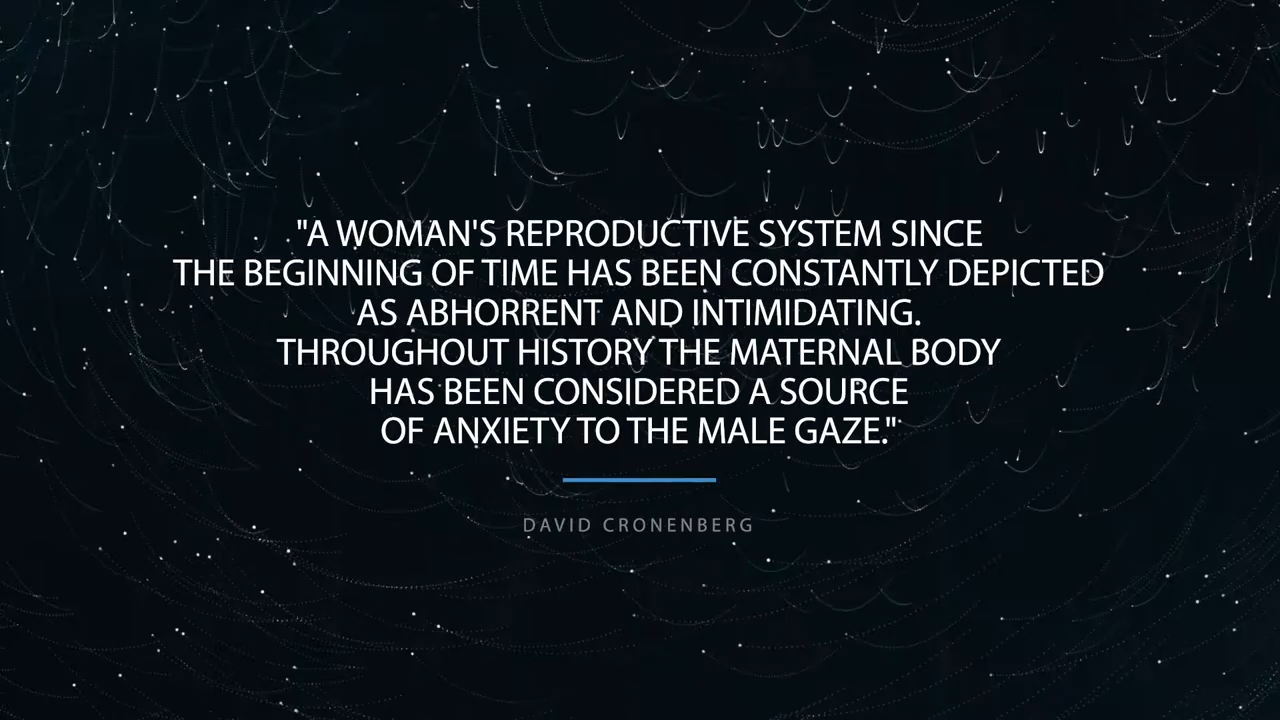 "A WOMAN'S REPRODUCTIVE SYSTEM SINCE
THE BEGINNING OF TIME HAS BEEN CONSTANTLY DEPICTED
AS ABHORRENT AND INTIMIDATING.
THROUGHOUT HISTORY THE MATERNAL BODY
HAS BEEN CONSIDERED A SOURCE
OF ANXIETY TO THE MALE GAZE."
DAVID CRONENBERG